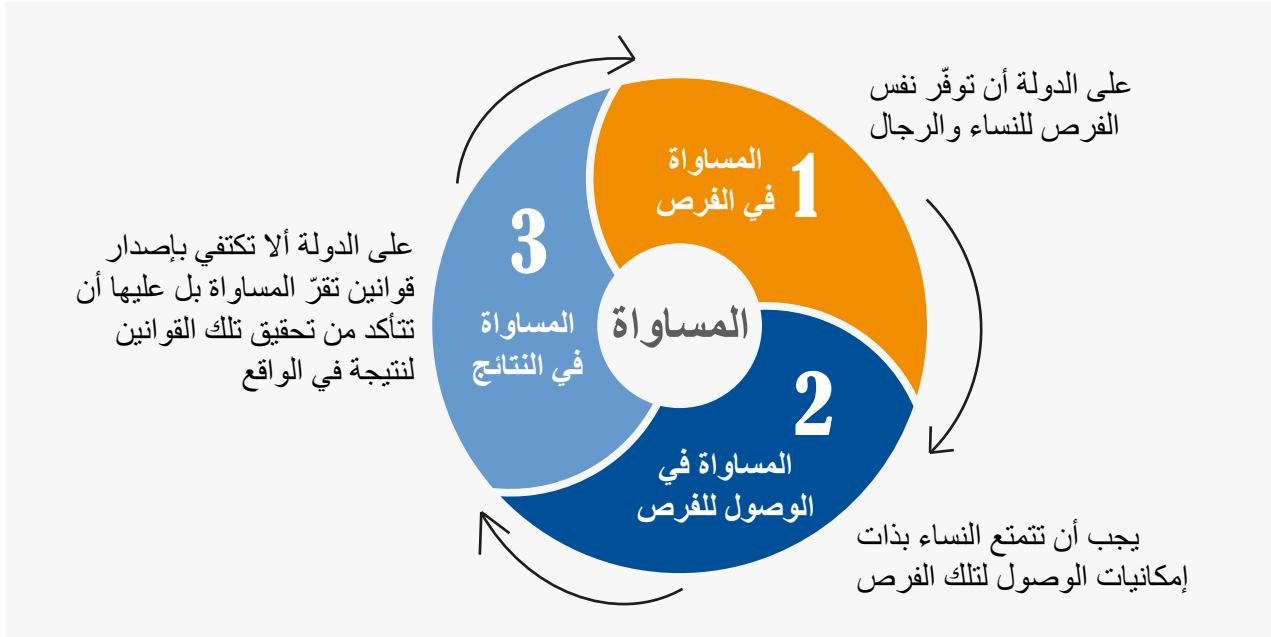 على الدولة أن توفّر نفس
الفرص للنساء والرجال
1
المساواة
في الفرص
المساواة
2
المساواة في
الوصول للفرص
يجب أن تتمتع النساء بذات
إمكانيات الوصول لتلك الفرص
3
المساواة
في النتائج
على الدولة ألا تكتفي بإصدار
قوانين تقرّ المساواة بل عليها أن
تتأكد من تحقيق تلك القوانين
لنتيجة في الواقع